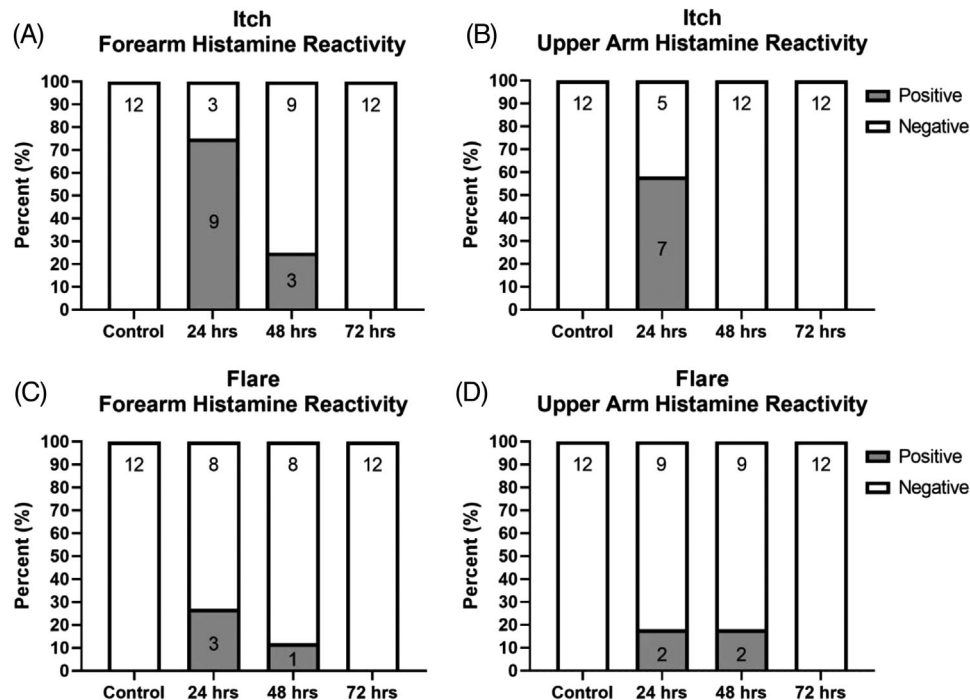 (A)
Itch
Forearm Histamine Reactivity
Percent (%)
100
90
80
70
60
50
40
30
20
10
0
12
3
9
12
9
3
Control
24 hrs
48 hrs
72 hrs
(B)
Itch
Upper Arm Histamine Reactivity
Percent (%)
100
90
80
70
60
50
40
30
20
10
0
12
5
12
12
7
Control
24 hrs
48 hrs
72 hrs
Positive
Negative
(C)
Flare
Forearm Histamine Reactivity
Percent (%)
100
90
80
70
60
50
40
30
20
10
0
12
8
8
12
3
1
Control
24 hrs
48 hrs
72 hrs
(D)
Flare
Upper Arm Histamine Reactivity
Percent (%)
100
90
80
70
60
50
40
30
20
10
0
12
9
9
12
2
2
Control
24 hrs
48 hrs
72 hrs
Positive
Negative